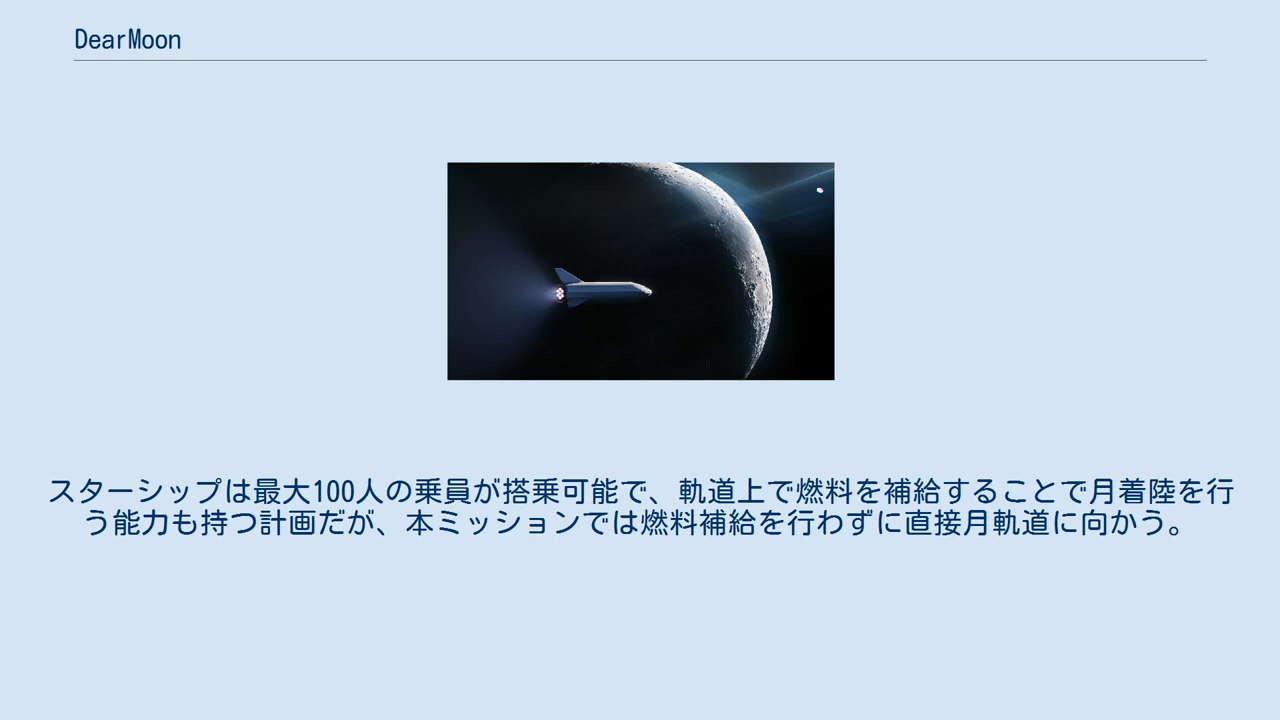 DearMoon
スターシップは最大100人の乗員が搭乗可能で、軌道上で燃料を補給することで月着陸を行
う能力も持つ計画だが、本ミッションでは燃料補給を行わずに直接月軌道に向かう。